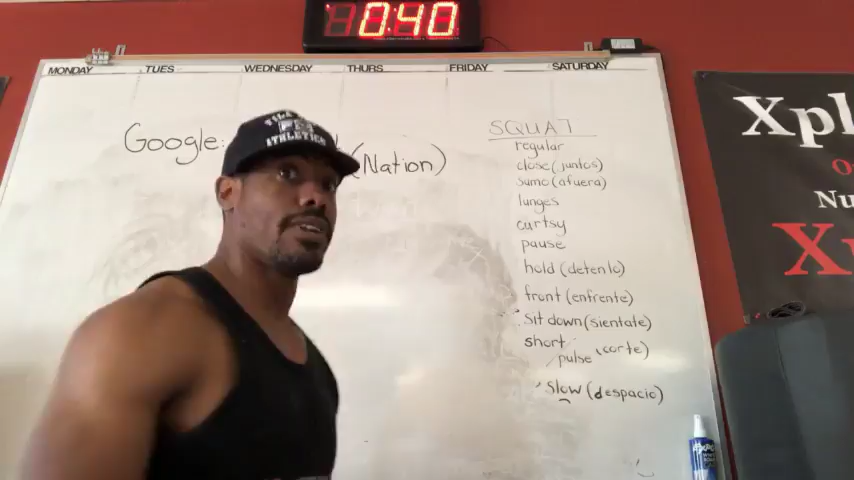 0:40
MONDAY TUES WEDNESDAY THURS FRIDAY SATURDAY
Google: (Nation)
SQUAT
regular
close (juntos)
sumo (afuera)
lunges
curtsy
pause
hold (detenlo)
front (enfrente)
Sit down (sientate)
short
pulse (corte)
Slow (despacio)
ATHLETICS
Xpl
Nu
X
EXPO